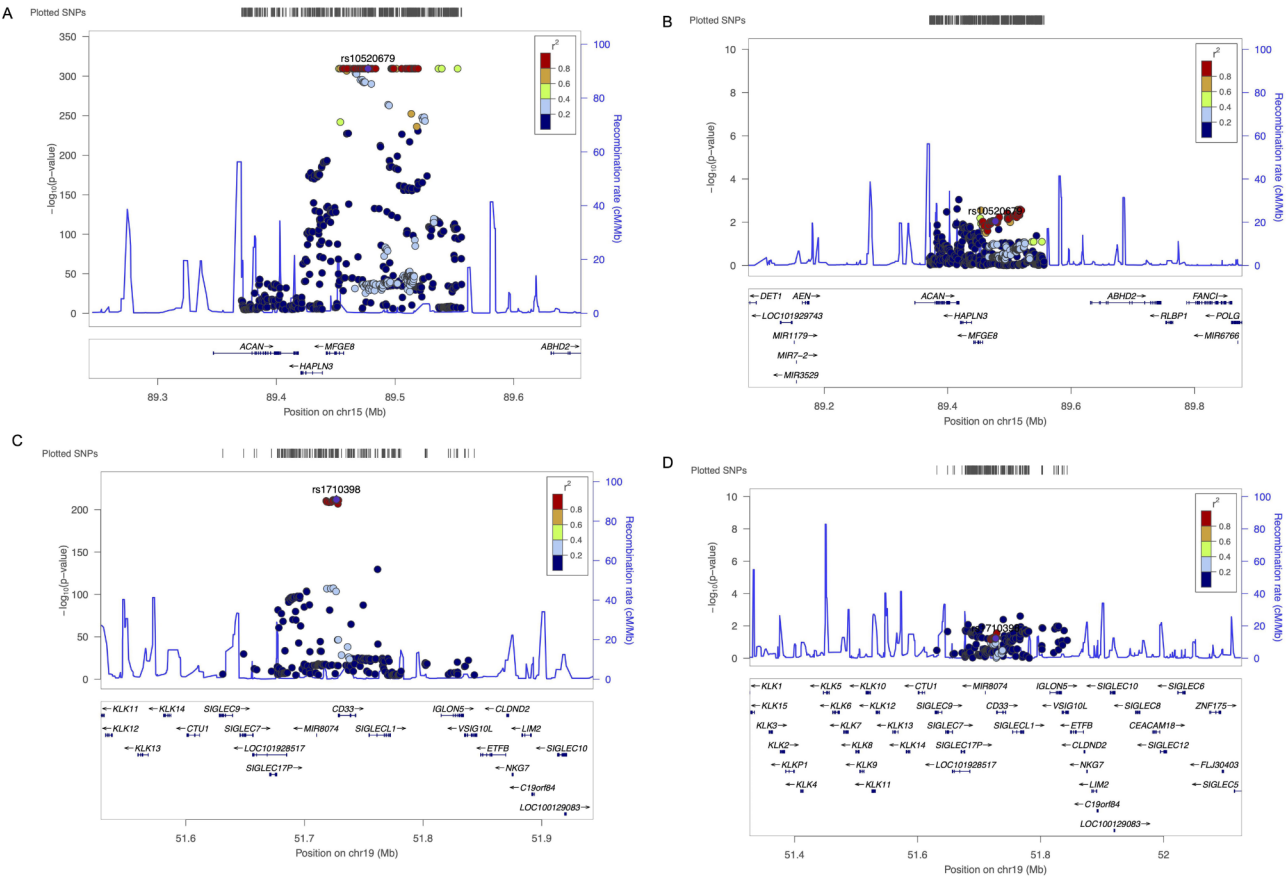 A
Plotted SNPs
350
300
250
200
150
100
50
0
−log10(p−value)
rs10520679
r2
0.8
0.6
0.4
0.2
100
80
60
40
20
0
Recombination rate (cM/Mb)
ACAN→
←MFGE8
ABHD2→
←HAPLN3
89.3 89.4 89.5 89.6
Position on chr15 (Mb)
B
Plotted SNPs
10
8
6
4
2
0
−log10(p−value)
r2
0.8
0.6
0.4
0.2
100
80
60
40
20
0
Recombination rate (cM/Mb)
←DET1 AEN→ ACAN→ ABHD2→ FANCI→
←LOC101929743 ←HAPLN3 ←RLBP1 ←POLG
MIR1179→ ←MFGE8 ←MIR6766
MIR7−2→
←MIR3529
89.2 89.4 89.6 89.8
Position on chr15 (Mb)
C
Plotted SNPs
200
150
100
50
0
−log10(p−value)
rs1710398
r2
0.8
0.6
0.4
0.2
100
80
60
40
20
0
Recombination rate (cM/Mb)
←KLK11 ←KLK14 SIGLEC9→ CD33→ IGLON5→ ←CLDND2
←KLK12 ←CTU1 SIGLEC7→ MIR8074→ SIGLECL1→ VSIG10L ←LIM2
←KLK13 ←LOC101928517 ←ETFB ←SIGLEC10
SIGLEC17P→ ←NKG7
←C19orf84
LOC100129083→
51.6 51.7 51.8 51.9
Position on chr19 (Mb)
D
Plotted SNPs
10
8
6
4
2
0
−log10(p−value)
r2
0.8
0.6
0.4
0.2
100
80
60
40
20
0
Recombination rate (cM/Mb)
←KLK1 ←KLK5 ←KLK10 ←CTU1 MIR8074→ IGLON5→ ←SIGLEC10 ←SIGLEC6
←KLK15 ←KLK6 ←KLK12 SIGLEC9→ CD33→ ←VSIG10L ←SIGLEC8 ZNF175→
←KLK3→ ←KLK7 ←KLK13 SIGLEC7→ SIGLECL1→ ←ETFB CEACAM18→
KLK2→ ←KLK8 ←KLK14 SIGLEC17P→ ←CLDND2 ←SIGLEC12
←KLKP1 ←KLK9 ←LOC101928517 ←NKG7 ←FLJ30403
←KLK4 ←KLK11 ←LIM2 ←SIGLEC5
←C19orf84
LOC100129083→
51.4 51.6 51.8 52
Position on chr19 (Mb)